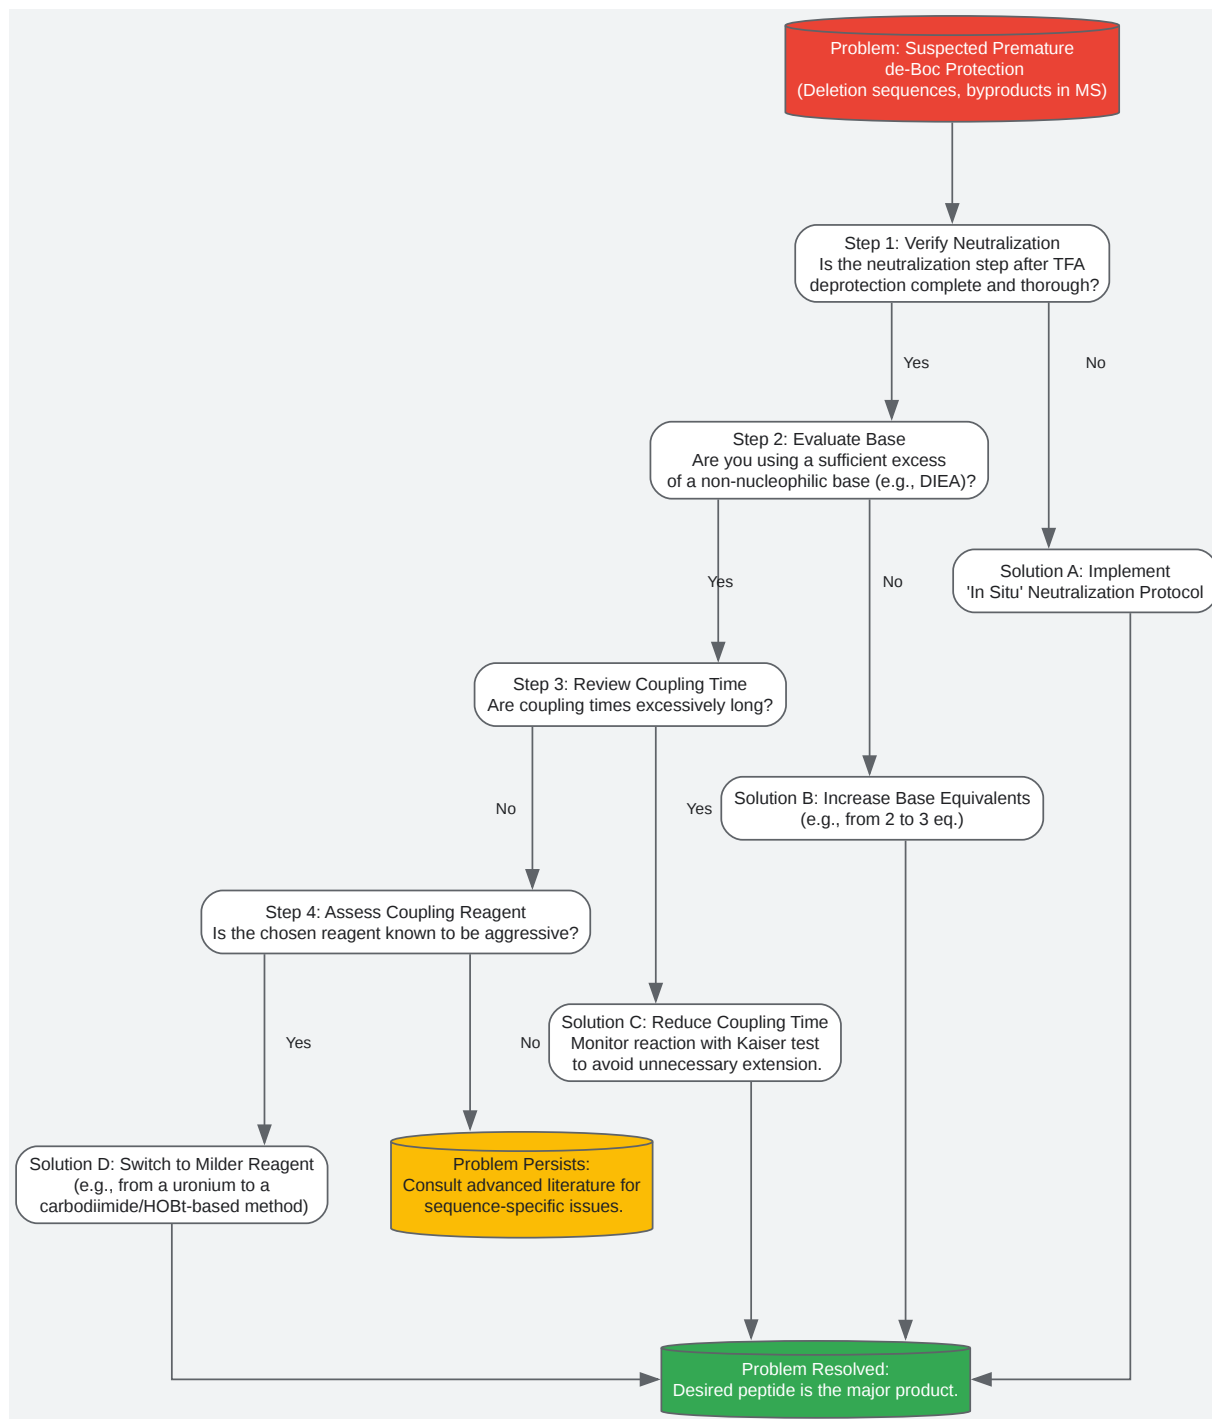 Problem: Suspected Premature
de-Boc Protection
(Deletion sequences, byproducts in MS)
Step 1: Verify Neutralization
Is the neutralization step after TFA
deprotection complete and thorough?
Yes
No
Step 2: Evaluate Base
Are you using a sufficient excess
of a non-nucleophilic base (e.g., DIEA)?
Yes
No
Solution A: Implement
'In Situ' Neutralization Protocol
Step 3: Review Coupling Time
Are coupling times excessively long?
No
Yes
Solution B: Increase Base Equivalents
(e.g., from 2 to 3 eq.)
Step 4: Assess Coupling Reagent
Is the chosen reagent known to be aggressive?
Yes
No
Solution C: Reduce Coupling Time
Monitor reaction with Kaiser test
to avoid unnecessary extension.
Solution D: Switch to Milder Reagent
(e.g., from a uronium to a
carbodiimide/HOBt-based method)
Problem Persists:
Consult advanced literature for
sequence-specific issues.
Problem Resolved:
Desired peptide is the major product.